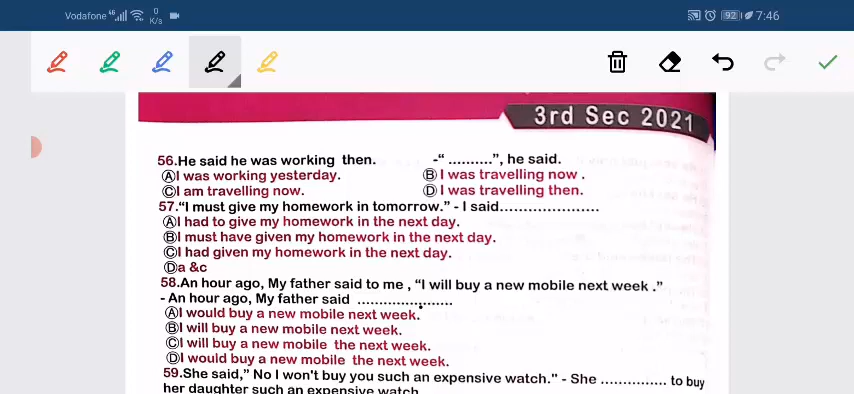 Vodafone 4G 0 K/s 92 7:46
3rd Sec 2021
56.He said he was working then. -“ ..........”, he said.
ⒶI was working yesterday. ⒷI was travelling now .
ⒸI am travelling now. ⒹI was travelling then.
57.“I must give my homework in tomorrow.” - I said.....................
ⒶI had to give my homework in the next day.
ⒷI must have given my homework in the next day.
ⒸI had given my homework in the next day.
Ⓓa &c
58.An hour ago, My father said to me , “I will buy a new mobile next week .”
- An hour ago, My father said ....................
ⒶI would buy a new mobile next week.
ⒷI will buy a new mobile next week.
ⒸI will buy a new mobile the next week.
ⒹI would buy a new mobile the next week.
59.She said,” No I won't buy you such an expensive watch." - She ............... to buy
her daughter such an expensive watch